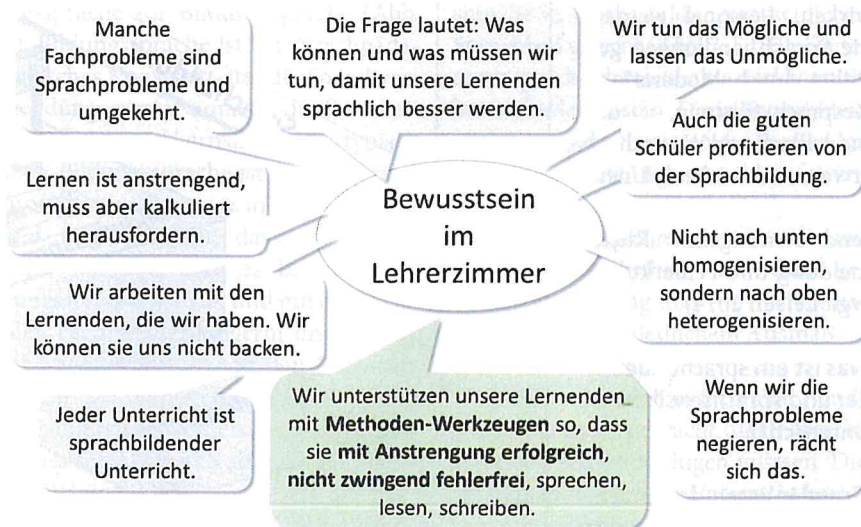 Manche
Fachprobleme sind
Sprachprobleme und
umgekehrt.
Die Frage lautet: Was
können und was müssen wir
tun, damit unsere Lernenden
sprachlich besser werden.
Wir tun das Mögliche und
lassen das Unmögliche.
Auch die guten
Schüler profitieren von
der Sprachbildung.
Lernen ist anstrengend,
muss aber kalkuliert
herausfordern.
Bewusstsein
im
Lehrerzimmer
Nicht nach unten
homogenisieren,
sondern nach oben
heterogenisieren.
Wir arbeiten mit den
Lernenden, die wir haben. Wir
können sie uns nicht backen.
Jeder Unterricht ist
sprachbildender
Unterricht.
Wir unterstützen unsere Lernenden
mit Methoden-Werkzeugen so, dass
sie mit Anstrengung erfolgreich,
nicht zwingend fehlerfrei, sprechen,
lesen, schreiben.
Wenn wir die
Sprachprobleme
negieren, rächt
sich das.